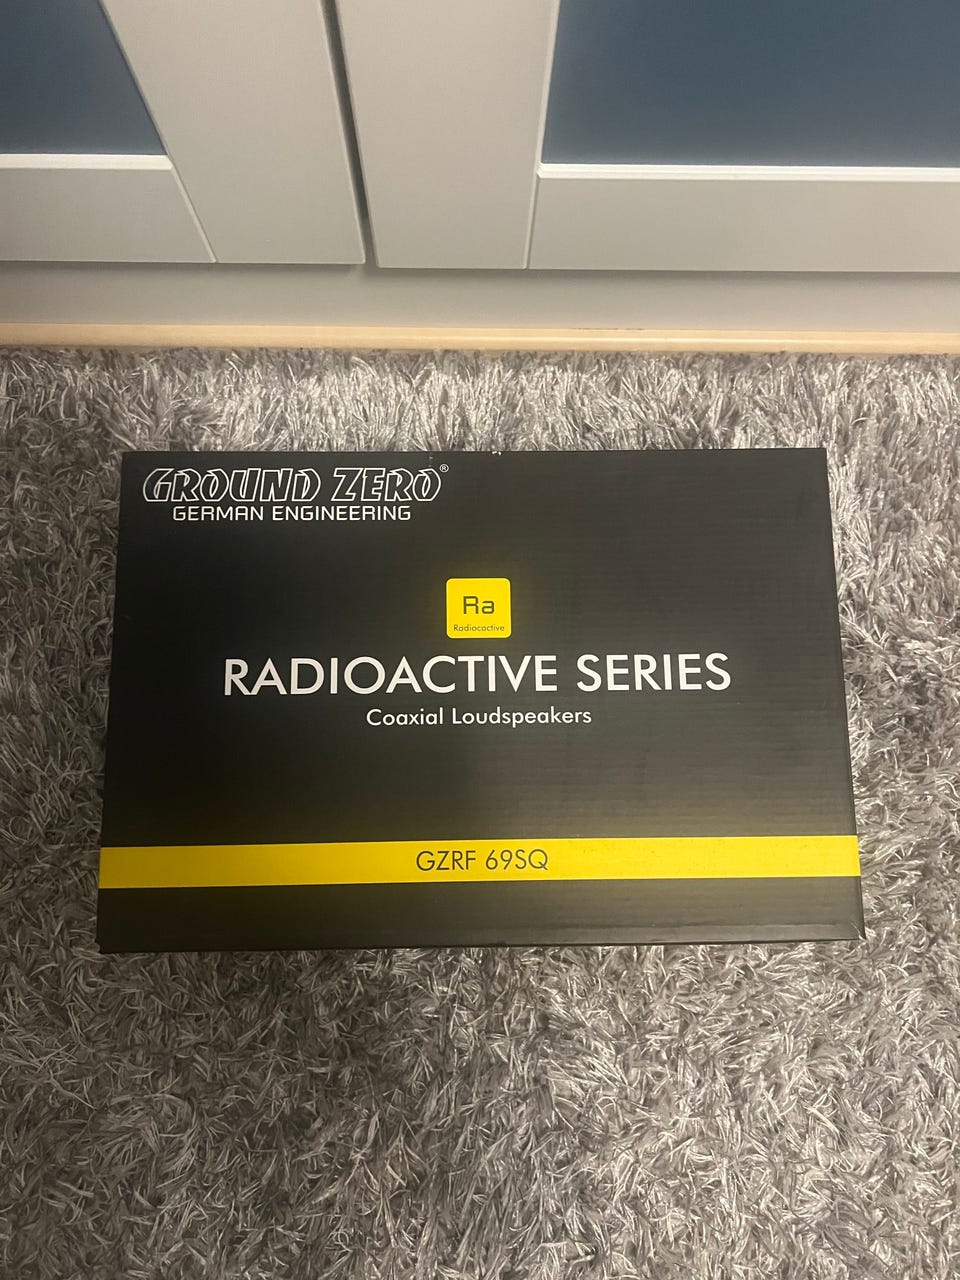 GROUND ZERO®
GERMAN ENGINEERING
Ra
Radioactive
RADIOACTIVE SERIES
Coaxial Loudspeakers
GZRF 69SQ